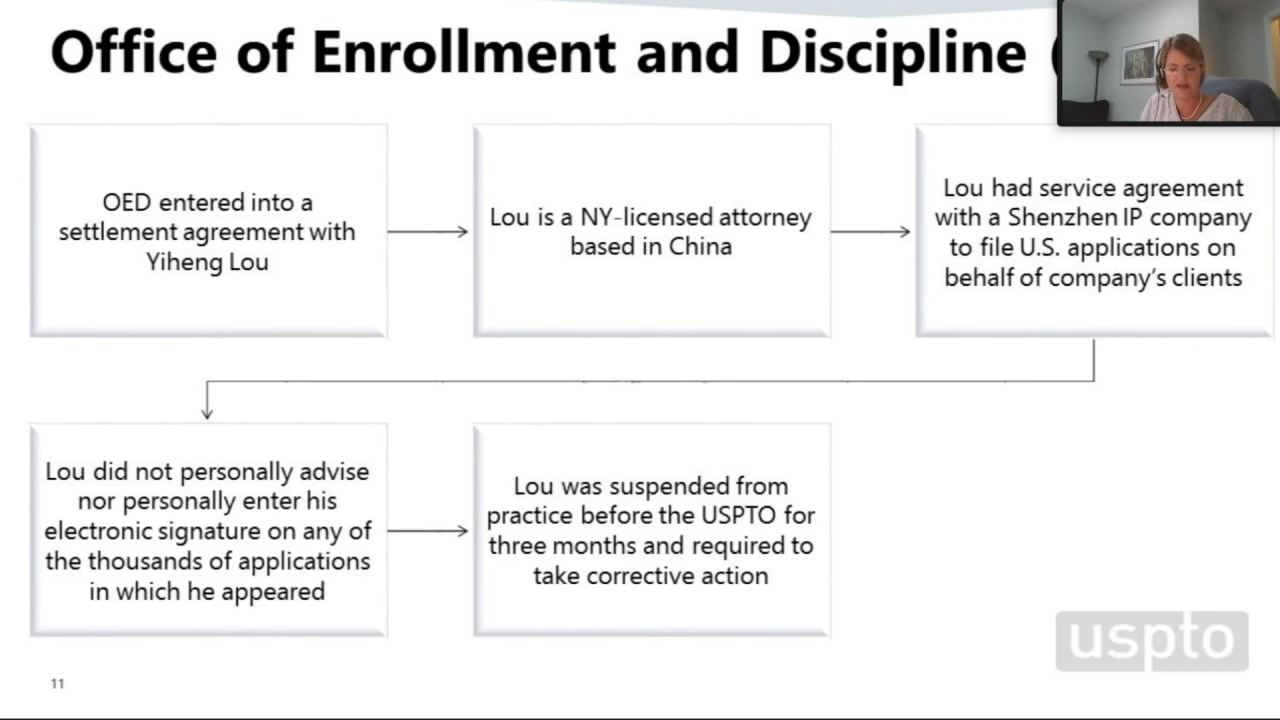 Office of Enrollment and Discipline (
OED entered into a
settlement agreement with
Yiheng Lou
Lou is a NY-licensed attorney
based in China
Lou had service agreement
with a Shenzhen IP company
to file U.S. applications on
behalf of company's clients
Lou did not personally advise
nor personally enter his
electronic signature on any of
the thousands of applications
in which he appeared
Lou was suspended from
practice before the USPTO for
three months and required to
take corrective action
uspto
11